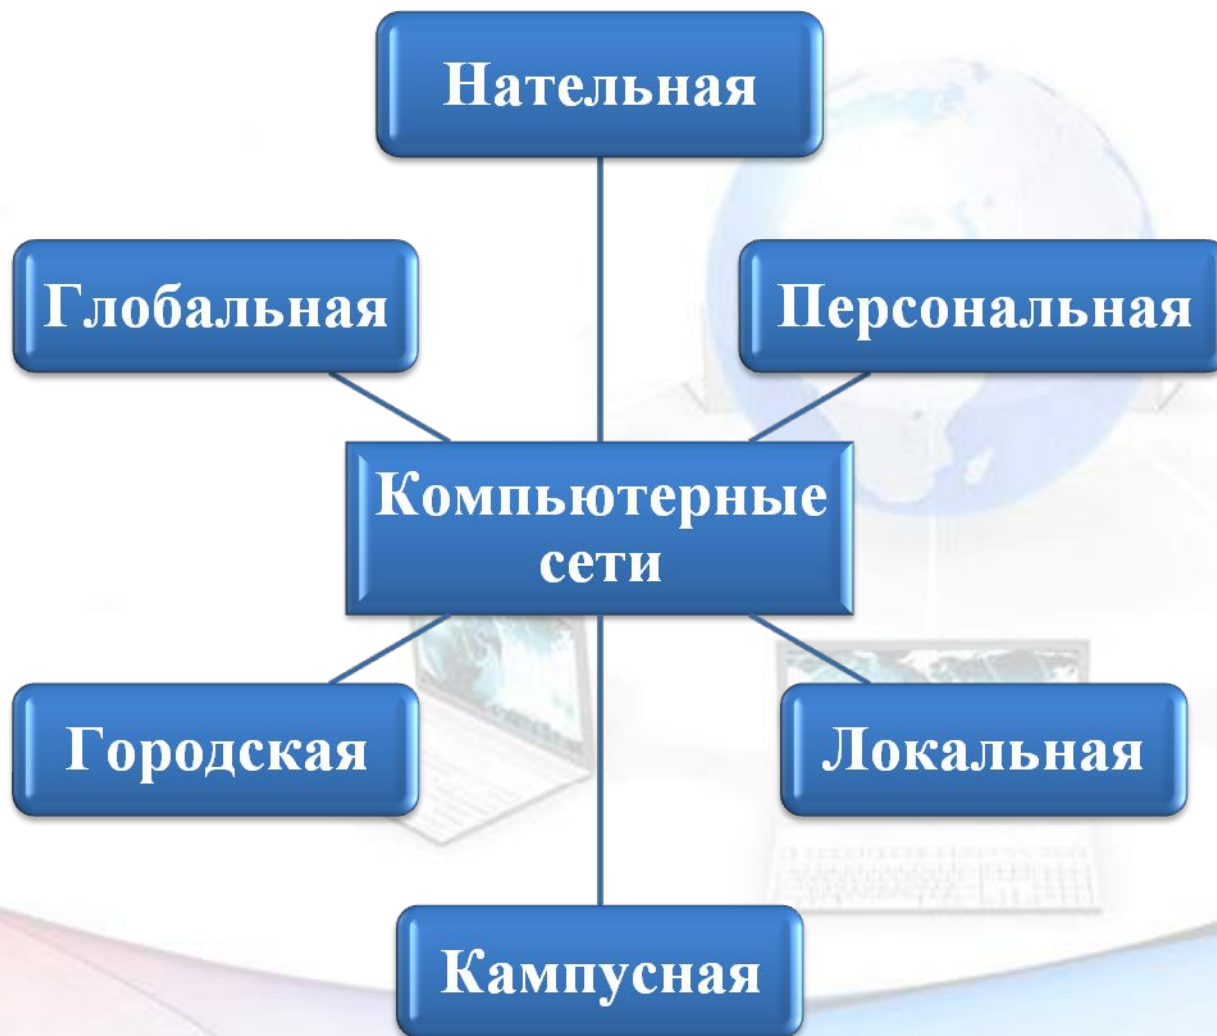 Нательная
Глобальная
Персональная
Компьютерные
сети
Городская
Локальная
Кампусная